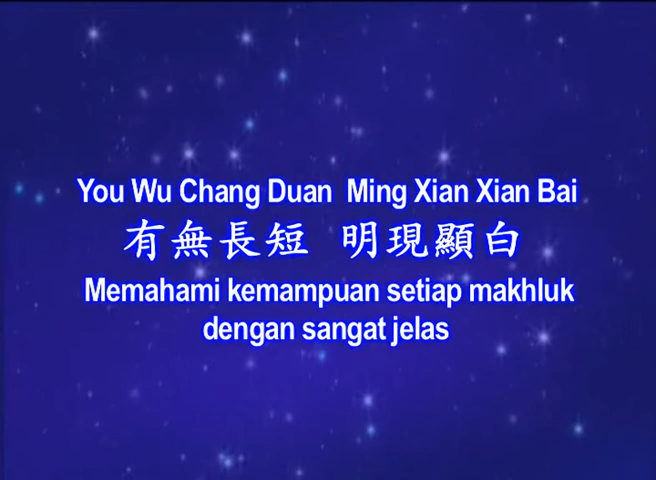 You Wu Chang Duan  Ming Xian Xian Bai
有無長短  明現顯白
Memahami kemampuan setiap makhluk
dengan sangat jelas